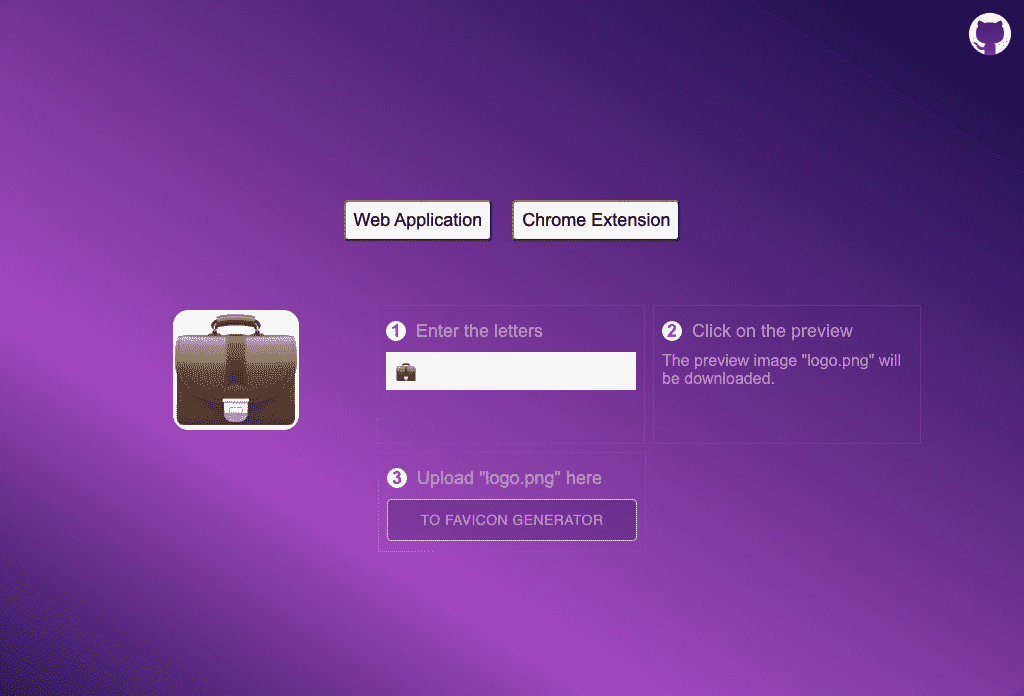 Web Application
Chrome Extension
1 Enter the letters
💼
2 Click on the preview
The preview image "logo.png" will
be downloaded.
3 Upload "logo.png" here
TO FAVICON GENERATOR